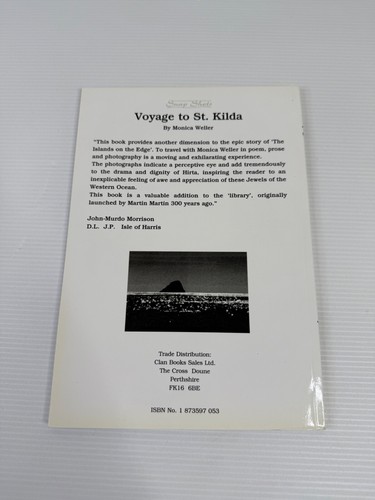 Voyage to St. Kilda
By Monica Weller
"This book provides another dimension to the epic story of 'The
Islands on the Edge'. To travel with Monica Weller in poem, prose
and photography is a moving and exhilarating experience.
The photographs indicate a perceptive eye and add tremendously
to the drama and dignity of Hirta, inspiring the reader to an
inexplicable feeling of awe and appreciation of these Jewels of the
Western Ocean.
This book is a valuable addition to the 'library', originally
launched by Martin Martin 300 years ago."
John-Murdo Morrison
D.L. J.P. Isle of Harris
Trade Distribution:
Clan Books Sales Ltd.
The Cross Doune
Perthshire
FK16 6BE
ISBN No. 1 873597 053